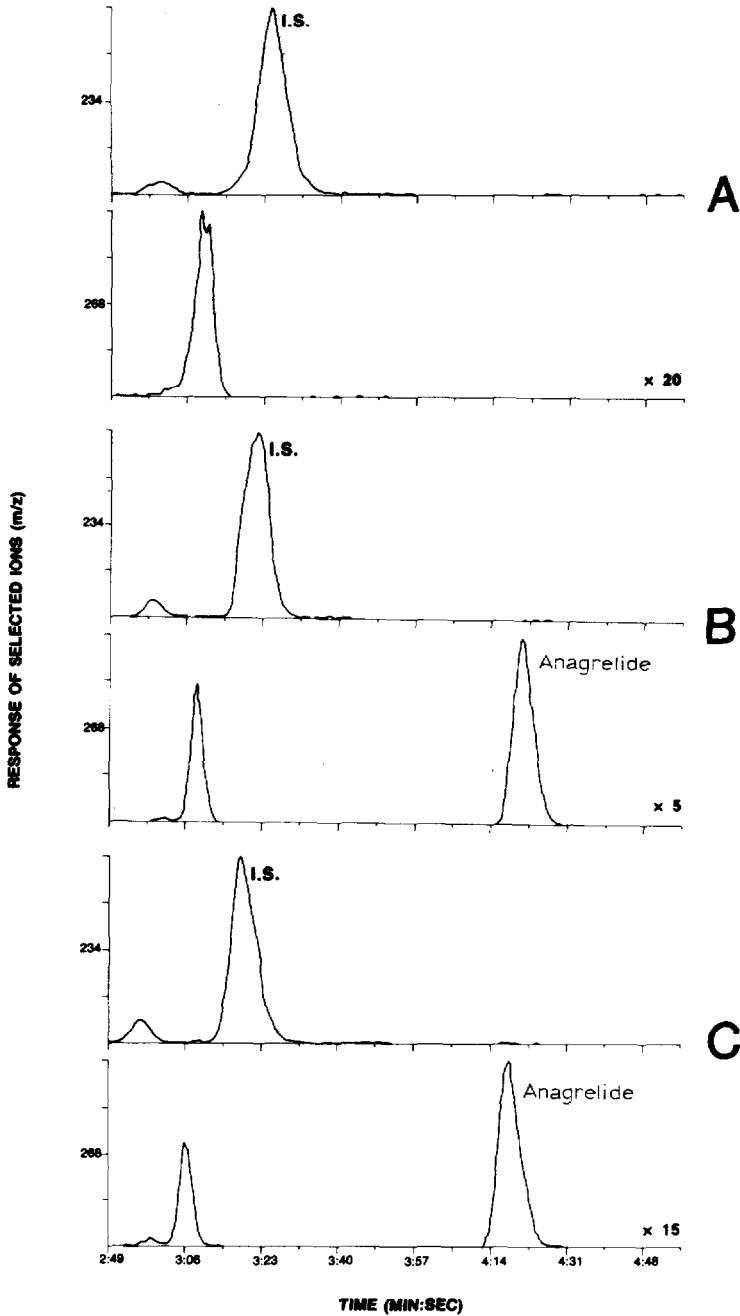 I.S.
234
A
268
× 20
I.S.
234
B
Anagrelide
268
× 5
I.S.
234
C
Anagrelide
268
× 15
2:49 3:06 3:23 3:40 3:57 4:14 4:31 4:48
TIME (MIN:SEC)
RESPONSE OF SELECTED IONS (m/z)